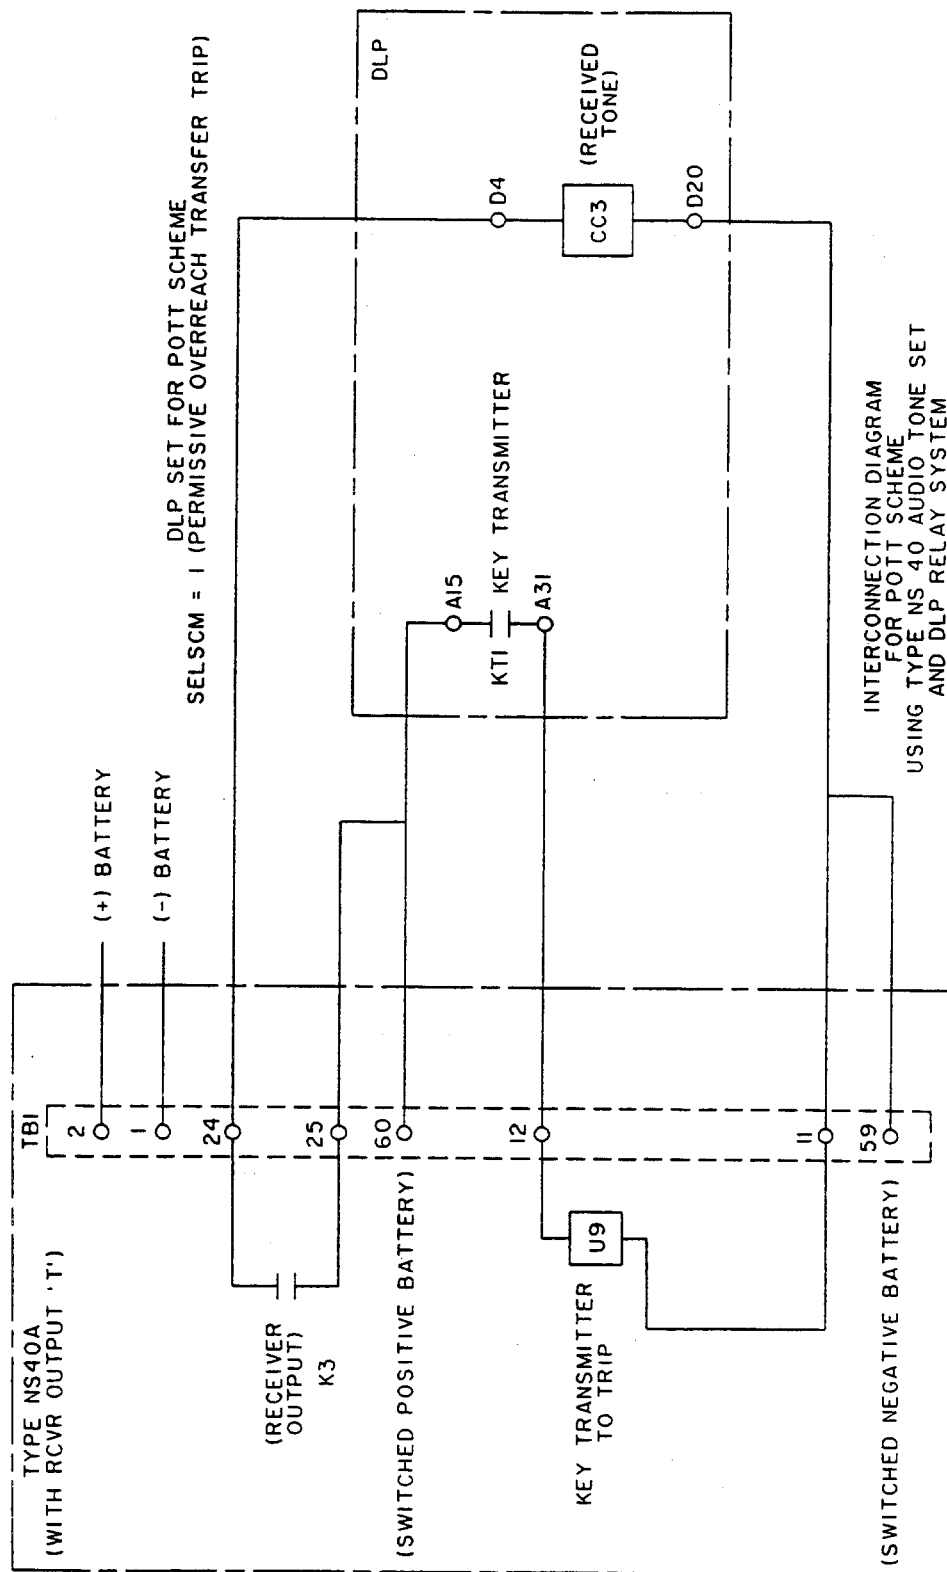 TYPE NS40A
(WITH RCVR OUTPUT 'T')
TB1
2
(+) BATTERY
1
(-) BATTERY
24
25
60
12
11
59
(RECEIVER
OUTPUT)
K3
(SWITCHED POSITIVE BATTERY)
U9
KEY TRANSMITTER
TO TRIP
(SWITCHED NEGATIVE BATTERY)
DLP SET FOR POTT SCHEME
SELSCM = 1 (PERMISSIVE OVERREACH TRANSFER TRIP)
DLP
A15
KT1
KEY TRANSMITTER
A31
D4
CC3
(RECEIVED
TONE)
D20
INTERCONNECTION DIAGRAM
FOR POTT SCHEME
USING TYPE NS 40 AUDIO TONE SET
AND DLP RELAY SYSTEM